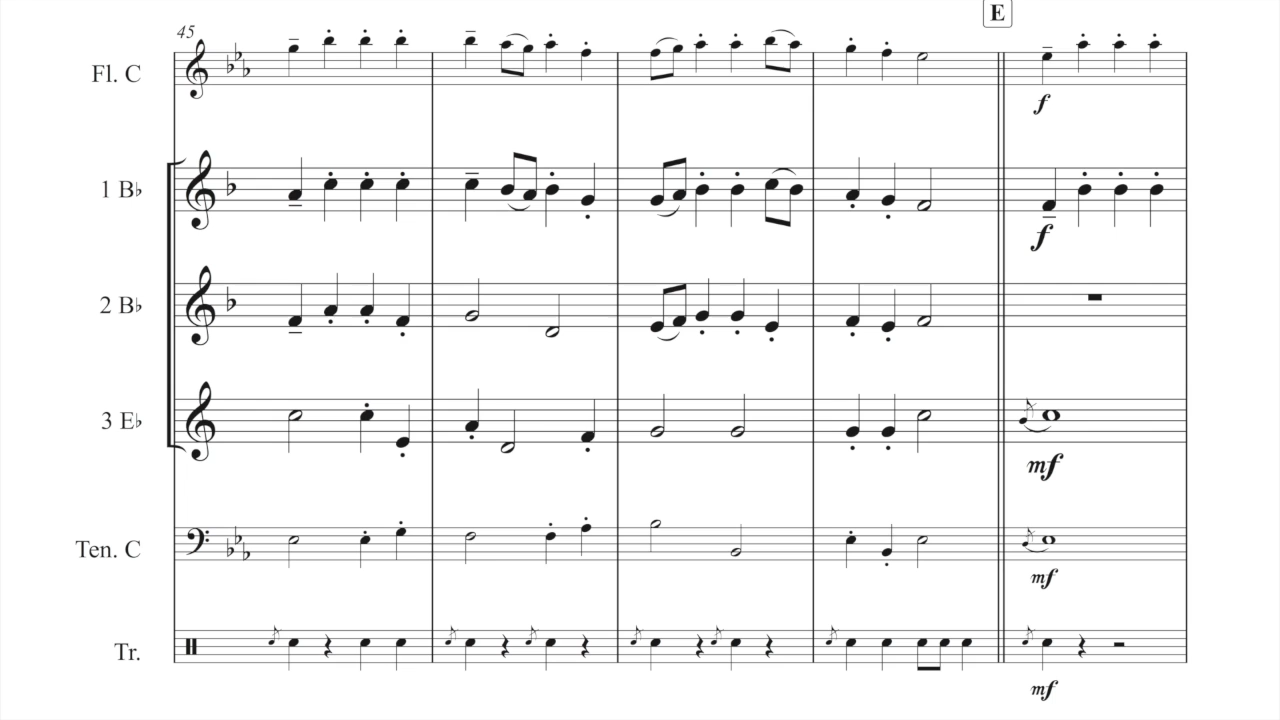 E
45
Fl. C
f
1 B♭
f
2 B♭
3 E♭
mf
Ten. C
mf
Tr.
mf